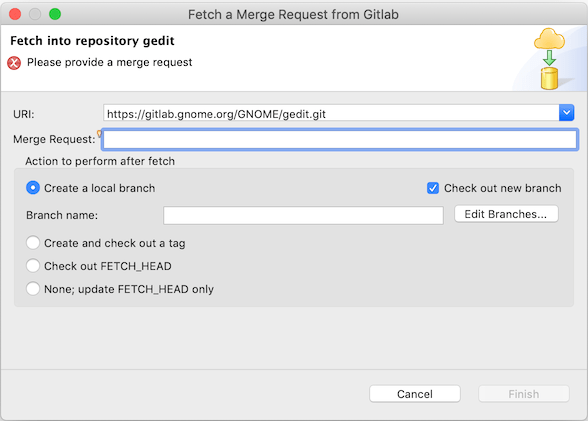 Fetch a Merge Request from Gitlab
Fetch into repository gedit
Please provide a merge request
URI: https://gitlab.gnome.org/GNOME/gedit.git
Merge Request:
Action to perform after fetch
Create a local branch Check out new branch
Branch name: Edit Branches...
Create and check out a tag
Check out FETCH_HEAD
None; update FETCH_HEAD only
Cancel Finish